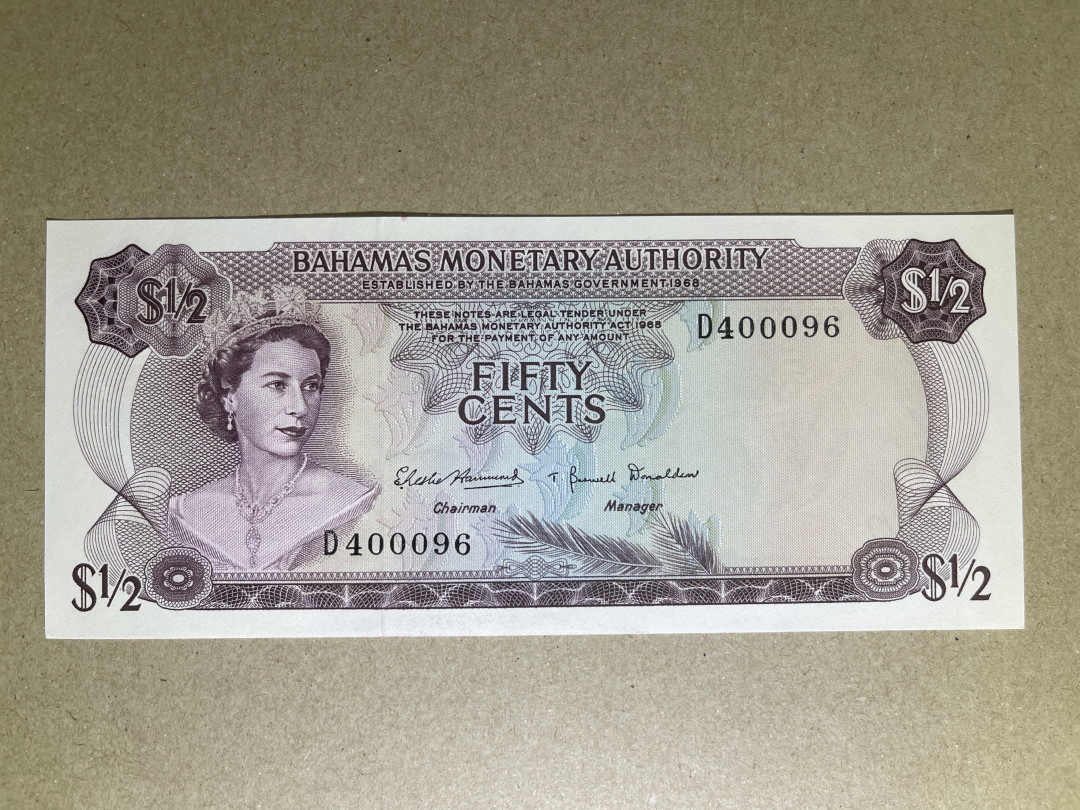 BAHAMAS MONETARY AUTHORITY
ESTABLISHED BY THE BAHAMAS GOVERNMENT 1968
$1/2
$1/2
THESE NOTES ARE LEGAL TENDER UNDER
THE BAHAMAS MONETARY AUTHORITY ACT 1968
FOR THE PAYMENT OF ANY AMOUNT
D400096
FIFTY
CENTS
T Burwell Donaldson
Chairman Manager
D400096
$1/2
$1/2